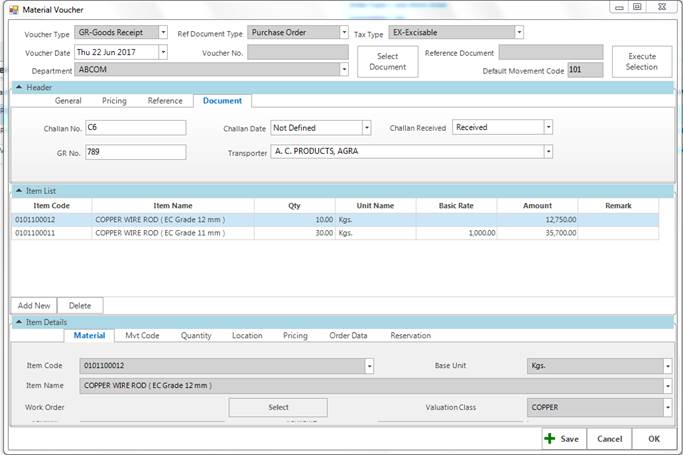 Material Voucher
Voucher Type GR-Goods Receipt Ref Document Type Purchase Order Tax Type EX-Excisable
Voucher Date Thu 22 Jun 2017 Voucher No. Select Document Reference Document Execute Selection
Department ABCOM Default Movement Code 101
Header
General Pricing Reference Document
Challan No. C6 Challan Date Not Defined Challan Received Received
GR No. 789 Transporter A. C. PRODUCTS, AGRA
Item List
Item Code Item Name Qty Unit Name Basic Rate Amount Remark
0101100012 COPPER WIRE ROD ( EC Grade 12 mm ) 10.00 Kgs. 12,750.00
0101100011 COPPER WIRE ROD ( EC Grade 11 mm ) 30.00 Kgs. 1,000.00 35,700.00
Add New Delete
Item Details
Material Mvt Code Quantity Location Pricing Order Data Reservation
Item Code 0101100012 Base Unit Kgs.
Item Name COPPER WIRE ROD ( EC Grade 12 mm )
Work Order Select Valuation Class COPPER
Save Cancel OK